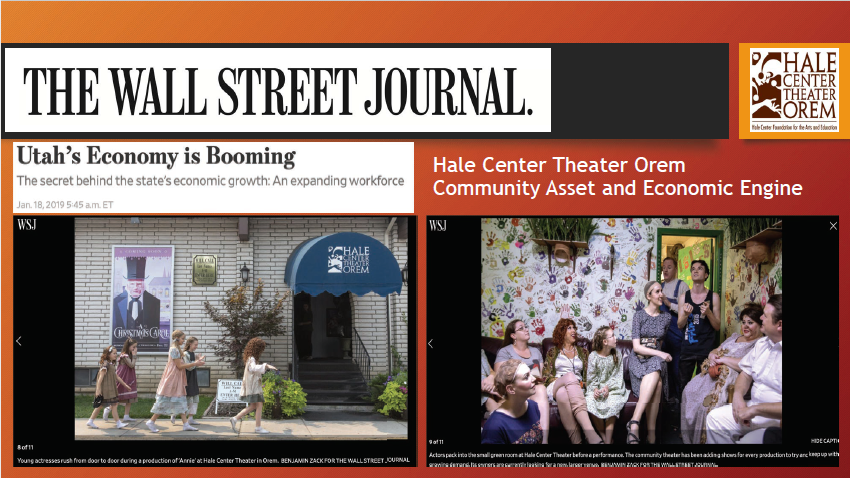 THE WALL STREET JOURNAL.
HALE
CENTER
THEATER
OREM
Hale Center Foundation for the Arts and Education
Utah's Economy is Booming
The secret behind the state's economic growth: An expanding workforce
Jan. 18, 2019 5:45 a.m. ET
Hale Center Theater Orem
Community Asset and Economic Engine
WSJ
HALE
CENTER
THEATER
OREM
A
CHRISTMAS CAROL
WILL CALL
8 of 11
Young actresses rush from door to door during a production of 'Annie' at Hale Center Theater in Orem. BENJAMIN ZACK FOR THE WALL STREET JOURNAL
WSJ
9 of 11
HIDE CAPTI
Actors pack into the small green room at Hale Center Theater before a performance. The community theater has been adding shows for every production to try and keep up with
growing demand. Its owners are currently looking for a new, larger venue. BENJAMIN ZACK FOR THE WALL STREET JOURNAL